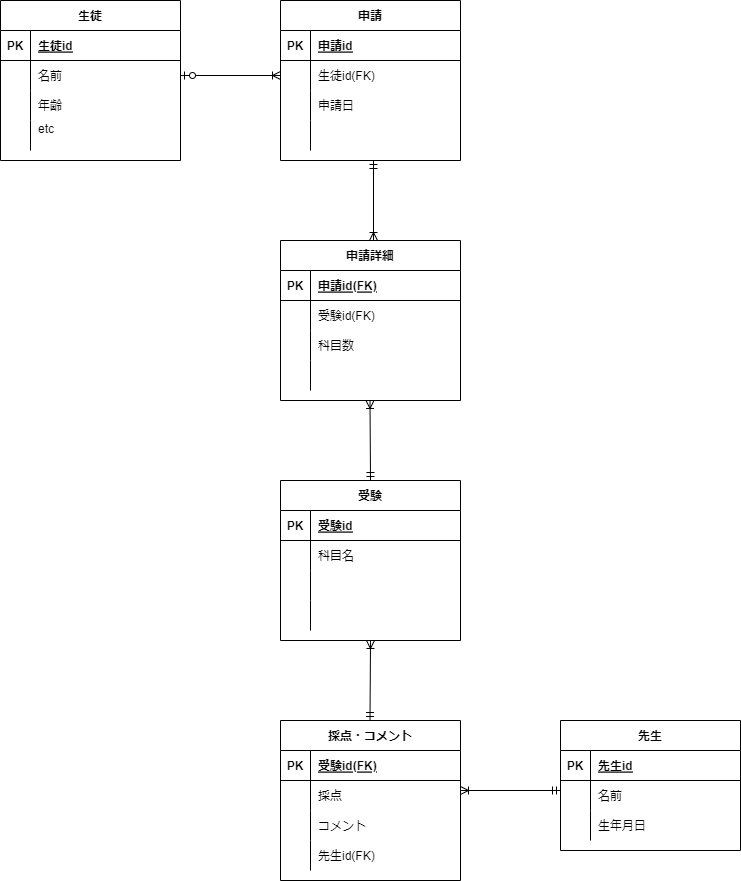 生徒
PK 生徒id
名前
年齢
etc
申請
PK 申請id
生徒id(FK)
申請日
申請詳細
PK 申請id(FK)
受験id(FK)
科目数
受験
PK 受験id
科目名
採点・コメント
PK 受験id(FK)
採点
コメント
先生id(FK)
先生
PK 先生id
名前
生年月日